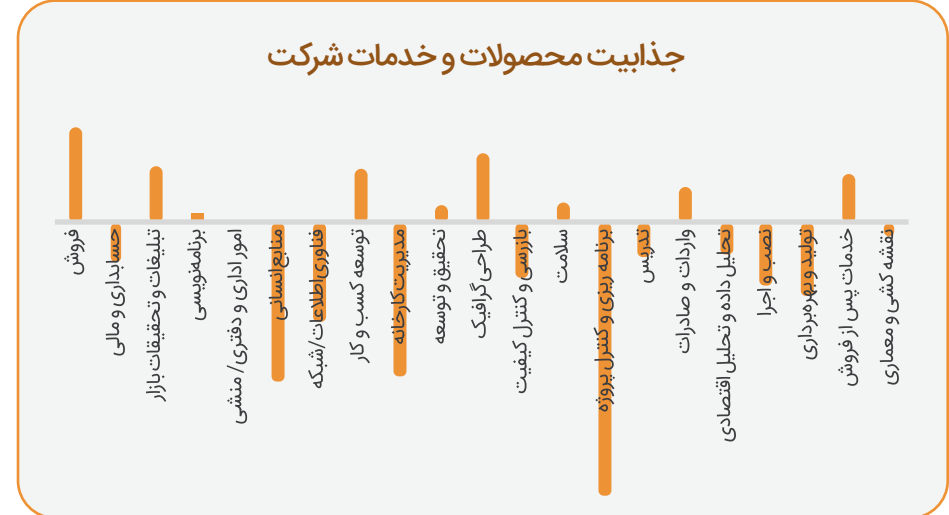 جذابیت محصولات و خدمات شرکت
فروش
حسابداری و مالی
تبلیغات و تحقیقات بازار
برنامه‌نویسی
امور اداری و دفتری/ منشی
منابع‌انسانی
فناوری‌اطلاعات/شبکه
توسعه کسب و کار
مدیریت‌کارخانه
تحقیق و توسعه
طراحی گرافیک
بازرسی و کنترل کیفیت
سلامت
برنامه ریزی و کنترل پروژه
تدریس
واردات و صادرات
تحلیل داده و تحلیل اقتصادی
نصب و اجرا
تولید و بهره‌برداری
خدمات پس از فروش
نقشه کشی و معماری